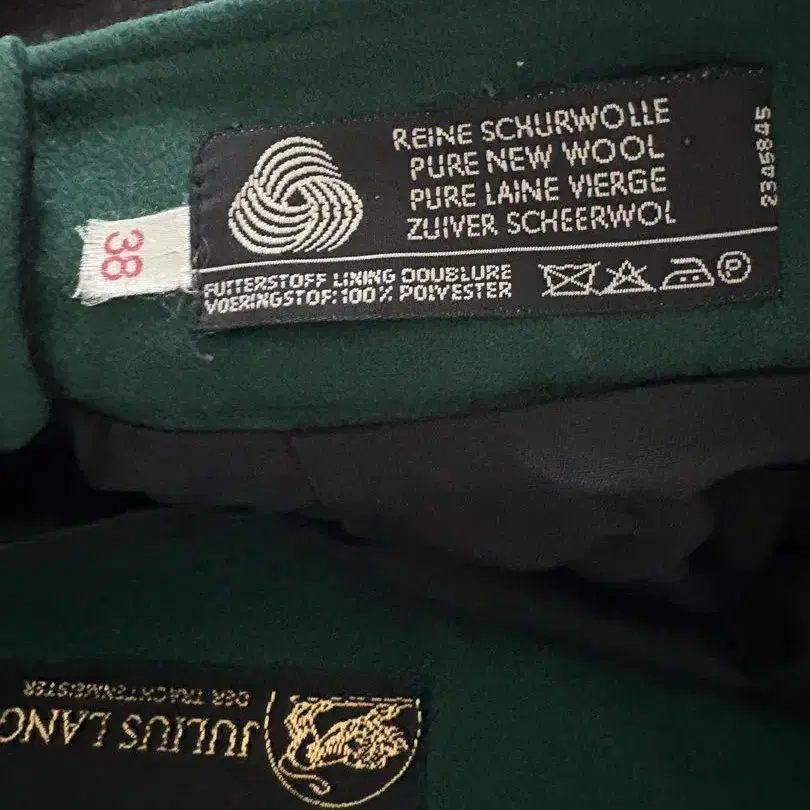 REINE SCHURWOLLE
PURE NEW WOOL
PURE LAINE VIERGE
ZUIVER SCHEERWOL
2345845
38
FUTTERSTOFF LINING DOUBLURE
VOERINGSTOF:100% POLYESTER
P
JULIUS LANG
DER TRACHTENMEISTER